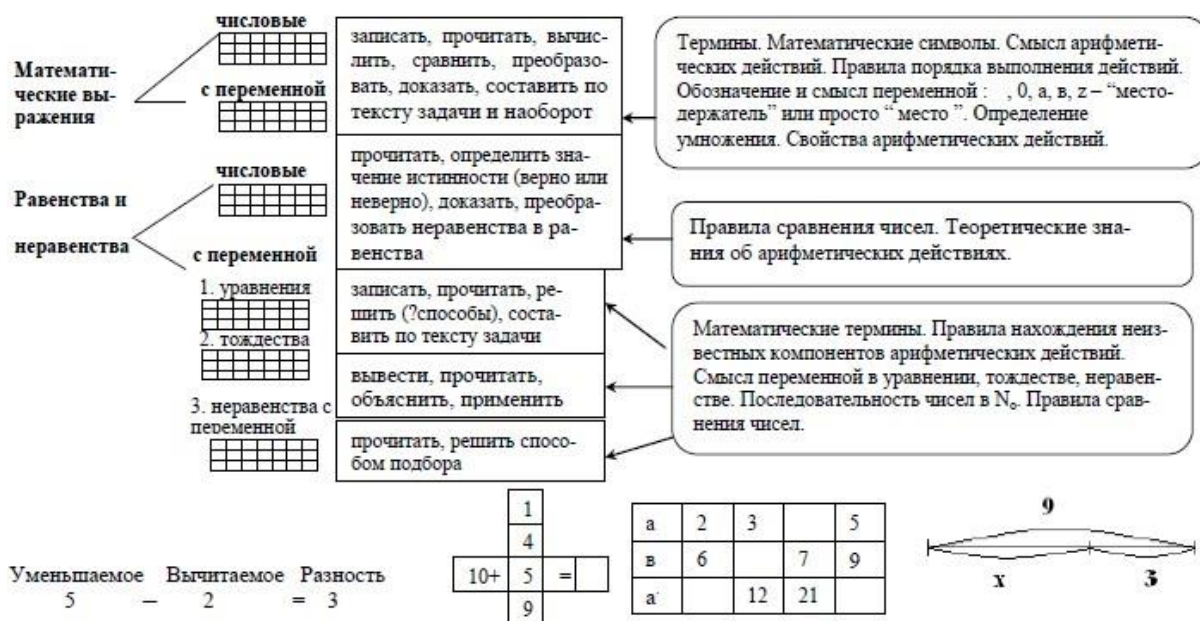 Математи-
ческие вы-
ражения
числовые
с переменной
записать, прочитать, вычис-
лить, сравнить, преобразо-
вать, доказать, составить по
тексту задачи и наоборот
Термины. Математические символы. Смысл арифмети-
ческих действий. Правила порядка выполнения действий.
Обозначение и смысл переменной : , 0, а, в, z – “место-
держатель” или просто “ место ”. Определение
умножения. Свойства арифметических действий.
Равенства и
неравенства
числовые
с переменной
прочитать, определить зна-
чение истинности (верно или
неверно), доказать, преобра-
зовать неравенства в ра-
венства
Правила сравнения чисел. Теоретические зна-
ния об арифметических действиях.
1. уравнения
2. тождества
3. неравенства с
переменной
записать, прочитать, ре-
шить (?способы), соста-
вить по тексту задачи
вывести, прочитать,
объяснить, применить
прочитать, решить спосо-
бом подбора
Математические термины. Правила нахождения неиз-
вестных компонентов арифметических действий.
Смысл переменной в уравнении, тождестве, неравен-
стве. Последовательность чисел в N₀. Правила срав-
нения чисел.
Уменьшаемое Вычитаемое Разность
5 – 2 = 3
1
4
10+ 5 =
9
а 2 3 5
в 6 7 9
а· 12 21
9
х 3